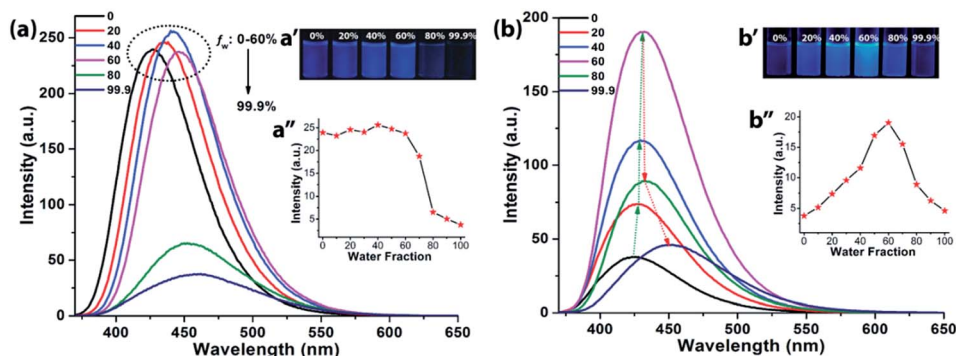 (a)
0
20
40
60
80
99.9
f_w: 0-60%
99.9%
a'
0% 20% 40% 60% 80% 99.9%
a"
25
20
15
10
5
Intensity (a.u.)
0 20 40 60 80 100
Water Fraction
250
200
150
100
50
0
Intensity (a.u.)
400 450 500 550 600 650
Wavelength (nm)
(b)
0
20
40
60
80
99.9
b'
0% 20% 40% 60% 80% 99.9%
b"
20
15
10
5
Intensity (a.u.)
0 20 40 60 80 100
Water Fraction
200
150
100
50
0
Intensity (a.u.)
400 450 500 550 600 650
Wavelength (nm)